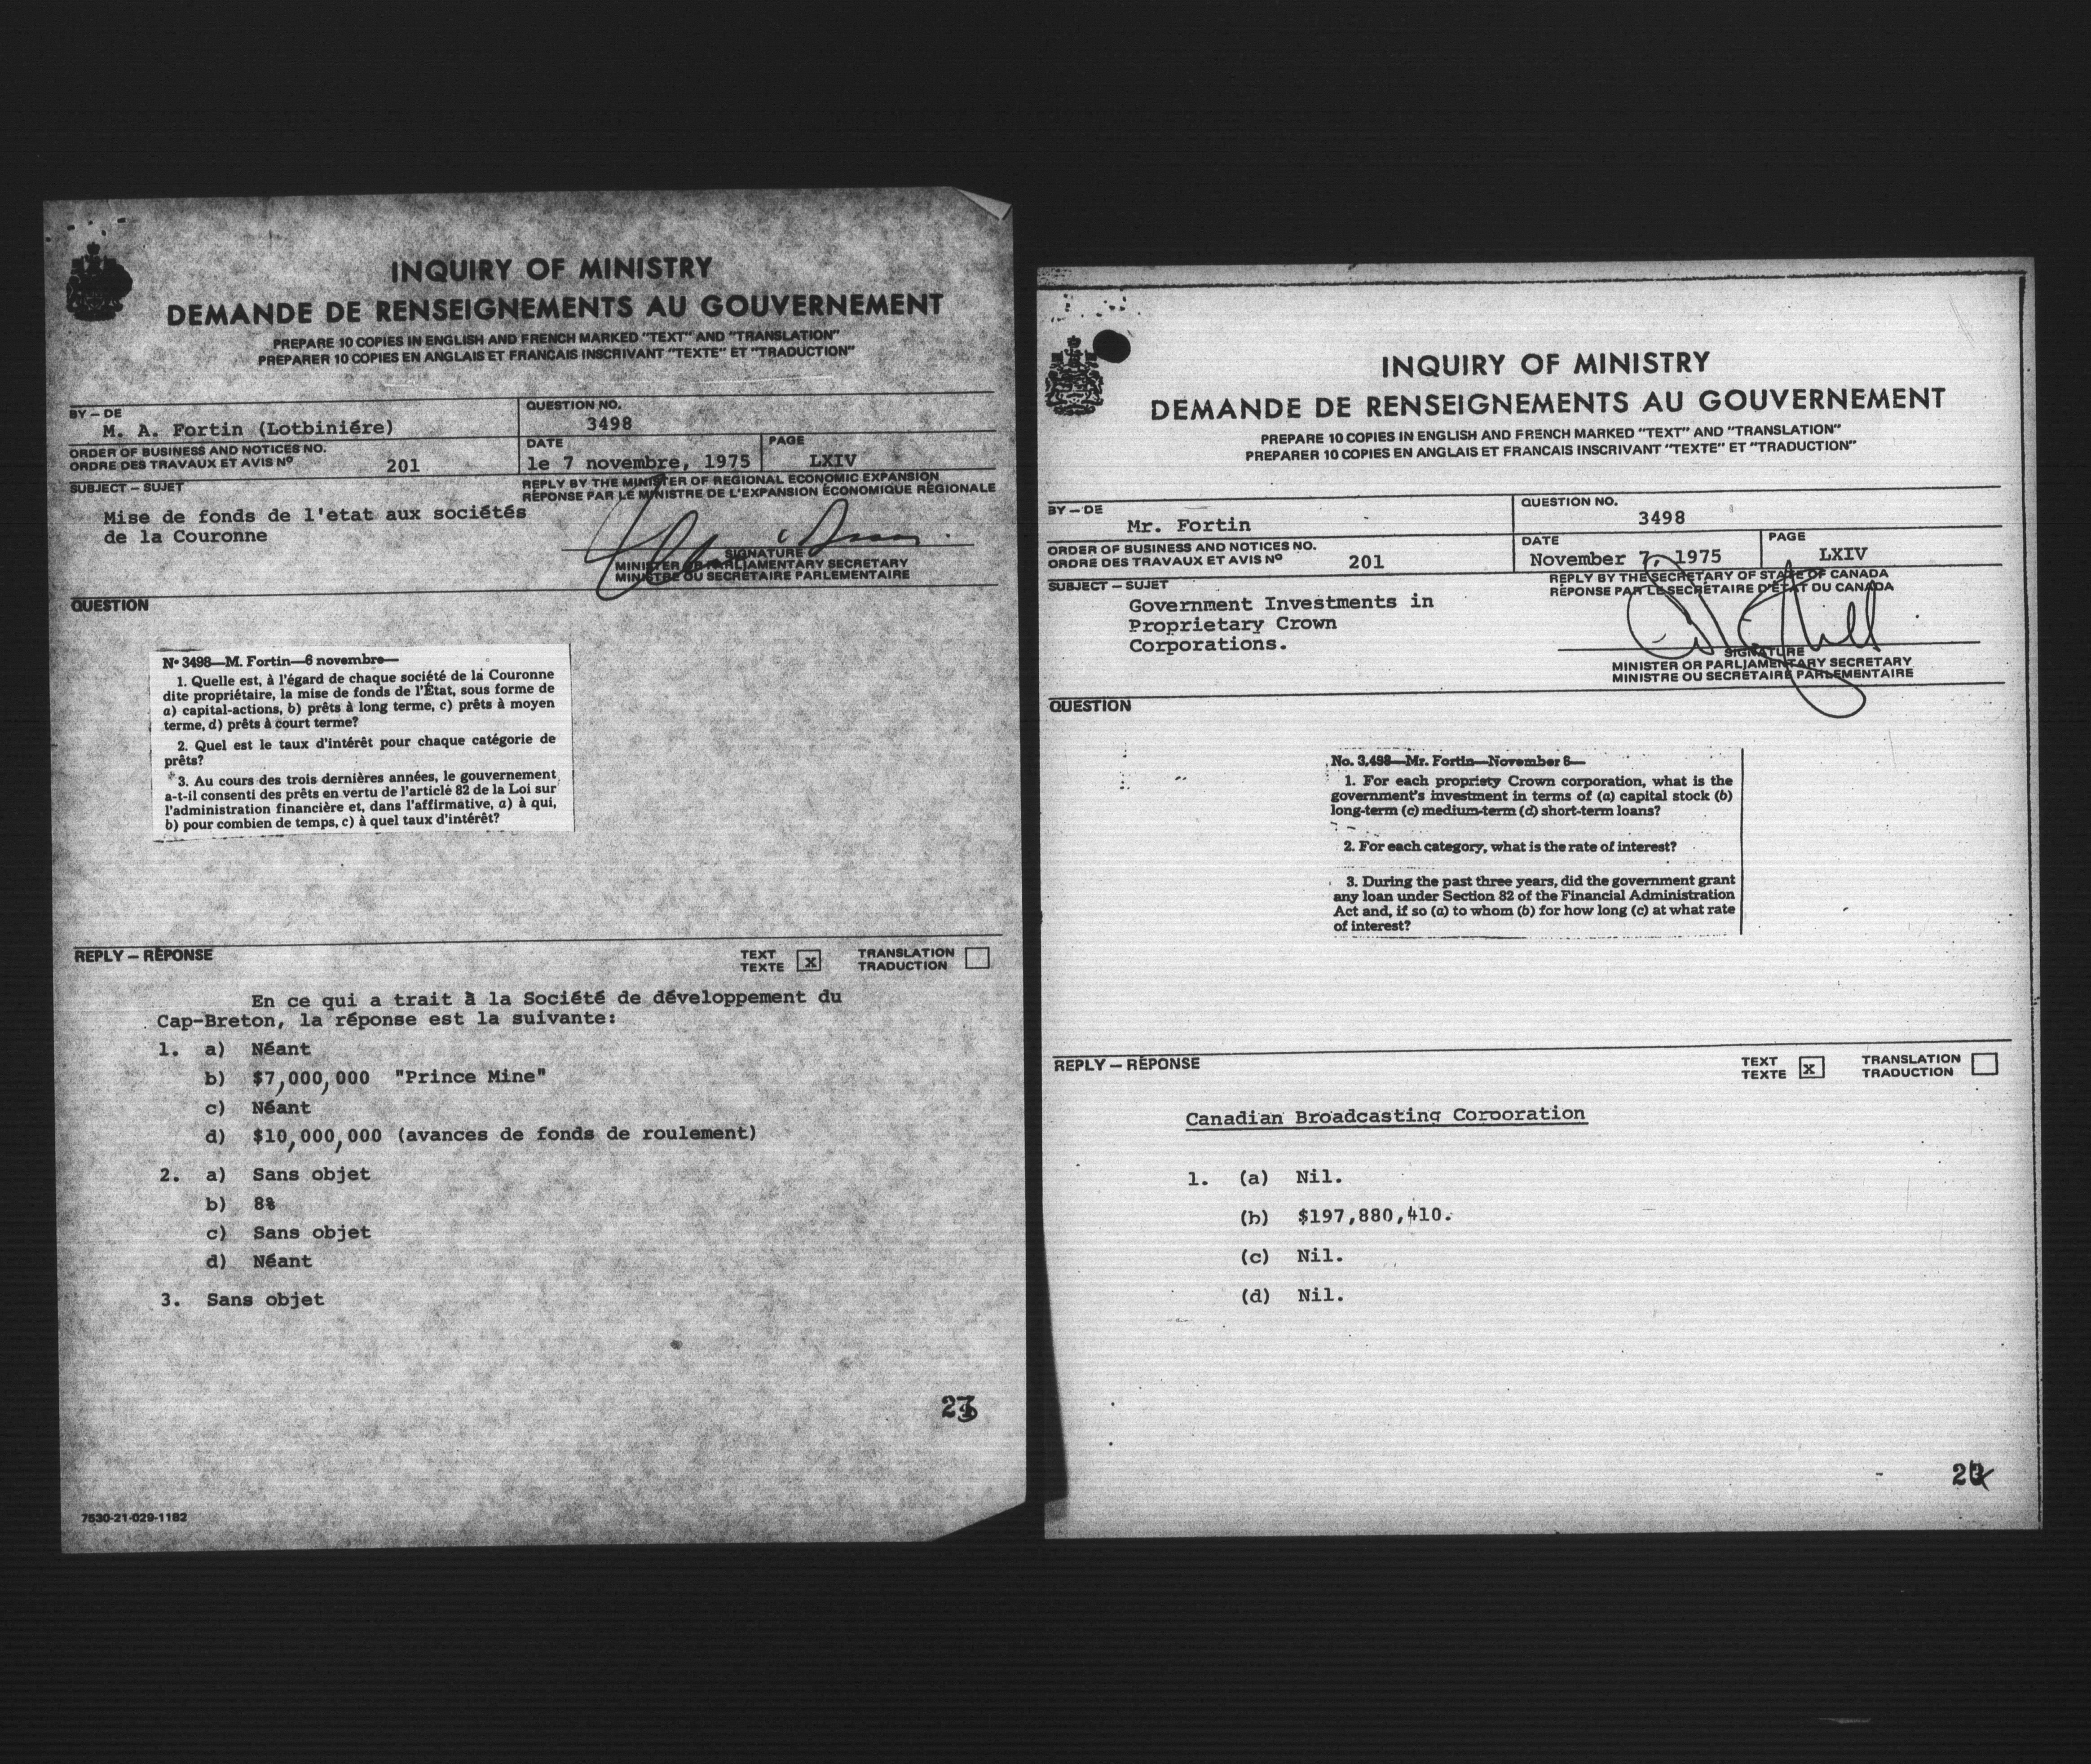 INQUIRY OF MINISTRY
DEMANDE DE RENSEIGNEMENTS AU GOUVERNEMENT
PREPARE 10 COPIES IN ENGLISH AND FRENCH MARKED "TEXT" AND "TRANSLATION"
PREPARER 10 COPIES EN ANGLAIS ET FRANCAIS INSCRIVANT "TEXTE" ET "TRADUCTION"
BY – DE
M. A. Fortin (Lotbiniére)
QUESTION NO.
3498
ORDER OF BUSINESS AND NOTICES NO.
ORDRE DES TRAVAUX ET AVIS Nº
201
DATE
le 7 novembre, 1975
PAGE
LXIV
SUBJECT – SUJET
Mise de fonds de l'etat aux sociétés
de la Couronne
REPLY BY THE MINISTER OF REGIONAL ECONOMIC EXPANSION
RÉPONSE PAR LE MINISTRE DE L'EXPANSION ÉCONOMIQUE RÉGIONALE
SIGNATURE
MINISTER OR PARLIAMENTARY SECRETARY
MINISTRE OU SECRÉTAIRE PARLEMENTAIRE
QUESTION
Nº 3498—M. Fortin—6 novembre—
1. Quelle est, à l'égard de chaque société de la Couronne
dite propriétaire, la mise de fonds de l'État, sous forme de
a) capital-actions, b) prêts à long terme, c) prêts à moyen
terme, d) prêts à court terme?
2. Quel est le taux d'intérêt pour chaque catégorie de
prêts?
3. Au cours des trois dernières années, le gouvernement
a-t-il consenti des prêts en vertu de l'article 82 de la Loi sur
l'administration financière et, dans l'affirmative, a) à qui,
b) pour combien de temps, c) à quel taux d'intérêt?
REPLY – RÉPONSE
TEXT
TEXTE
x
TRANSLATION
TRADUCTION
En ce qui a trait à la Société de développement du
Cap-Breton, la réponse est la suivante:
1. a) Néant
b) $7,000,000 "Prince Mine"
c) Néant
d) $10,000,000 (avances de fonds de roulement)
2. a) Sans objet
b) 8%
c) Sans objet
d) Néant
3. Sans objet
7530-21-029-1182
INQUIRY OF MINISTRY
DEMANDE DE RENSEIGNEMENTS AU GOUVERNEMENT
PREPARE 10 COPIES IN ENGLISH AND FRENCH MARKED "TEXT" AND "TRANSLATION"
PREPARER 10 COPIES EN ANGLAIS ET FRANCAIS INSCRIVANT "TEXTE" ET "TRADUCTION"
BY – DE
Mr. Fortin
QUESTION NO.
3498
ORDER OF BUSINESS AND NOTICES NO.
ORDRE DES TRAVAUX ET AVIS Nº
201
DATE
November 7, 1975
PAGE
LXIV
SUBJECT – SUJET
Government Investments in
Proprietary Crown
Corporations.
REPLY BY THE SECRETARY OF STATE OF CANADA
RÉPONSE PAR LE SECRÉTAIRE D'ÉTAT DU CANADA
SIGNATURE
MINISTER OR PARLIAMENTARY SECRETARY
MINISTRE OU SECRÉTAIRE PARLEMENTAIRE
QUESTION
No. 3,498—Mr. Fortin—November 6—
1. For each propriety Crown corporation, what is the
government's investment in terms of (a) capital stock (b)
long-term (c) medium-term (d) short-term loans?
2. For each category, what is the rate of interest?
3. During the past three years, did the government grant
any loan under Section 82 of the Financial Administration
Act and, if so (a) to whom (b) for how long (c) at what rate
of interest?
REPLY – RÉPONSE
TEXT
TEXTE
x
TRANSLATION
TRADUCTION
Canadian Broadcasting Corporation
1. (a) Nil.
(b) $197,880,410.
(c) Nil.
(d) Nil.